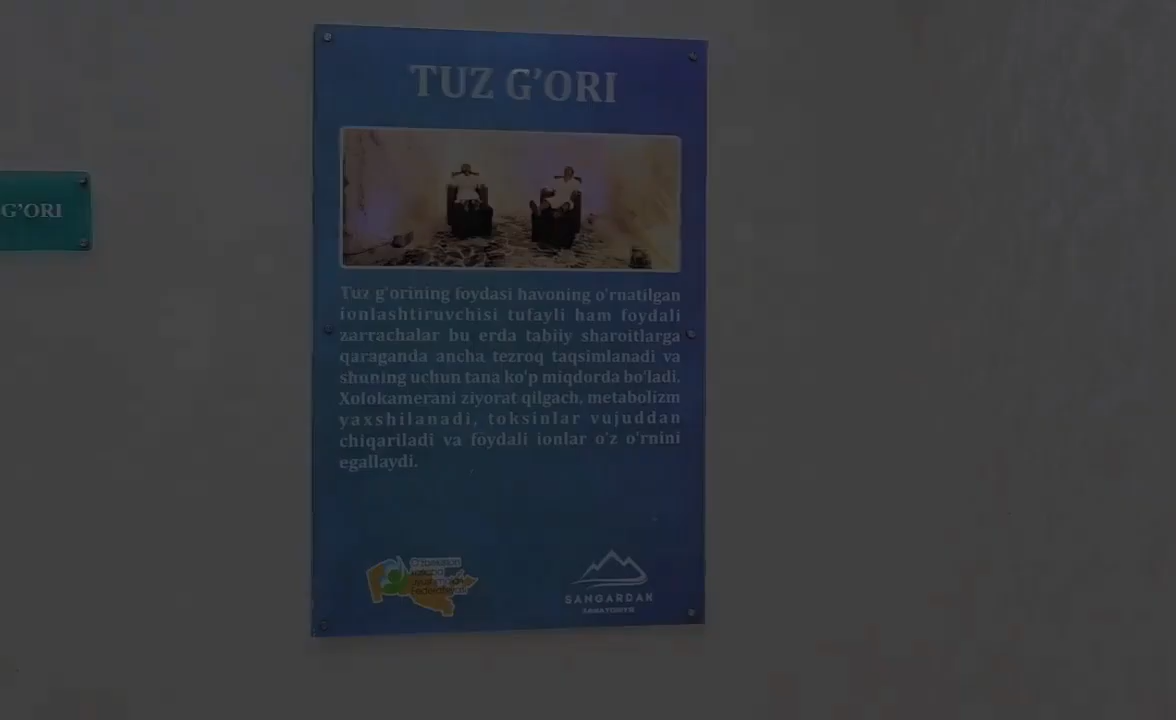 TUZ G'ORI
G'ORI
Tuz g'orining foydasi havoning o'rnatilgan
ionlashtiruvchisi tufayli ham foydali
zarrachalar bu erda tabiiy sharoitlarga
qaraganda ancha tezroq taqsimlanadi va
shuning uchun tana ko'p miqdorda bo'ladi.
Xolokamerani ziyorat qilgach, metabolizm
yaxshilanadi, toksinlar vujuddan
chiqariladi va foydali ionlar o'z o'rnini
egallaydi.
SANGARDAK